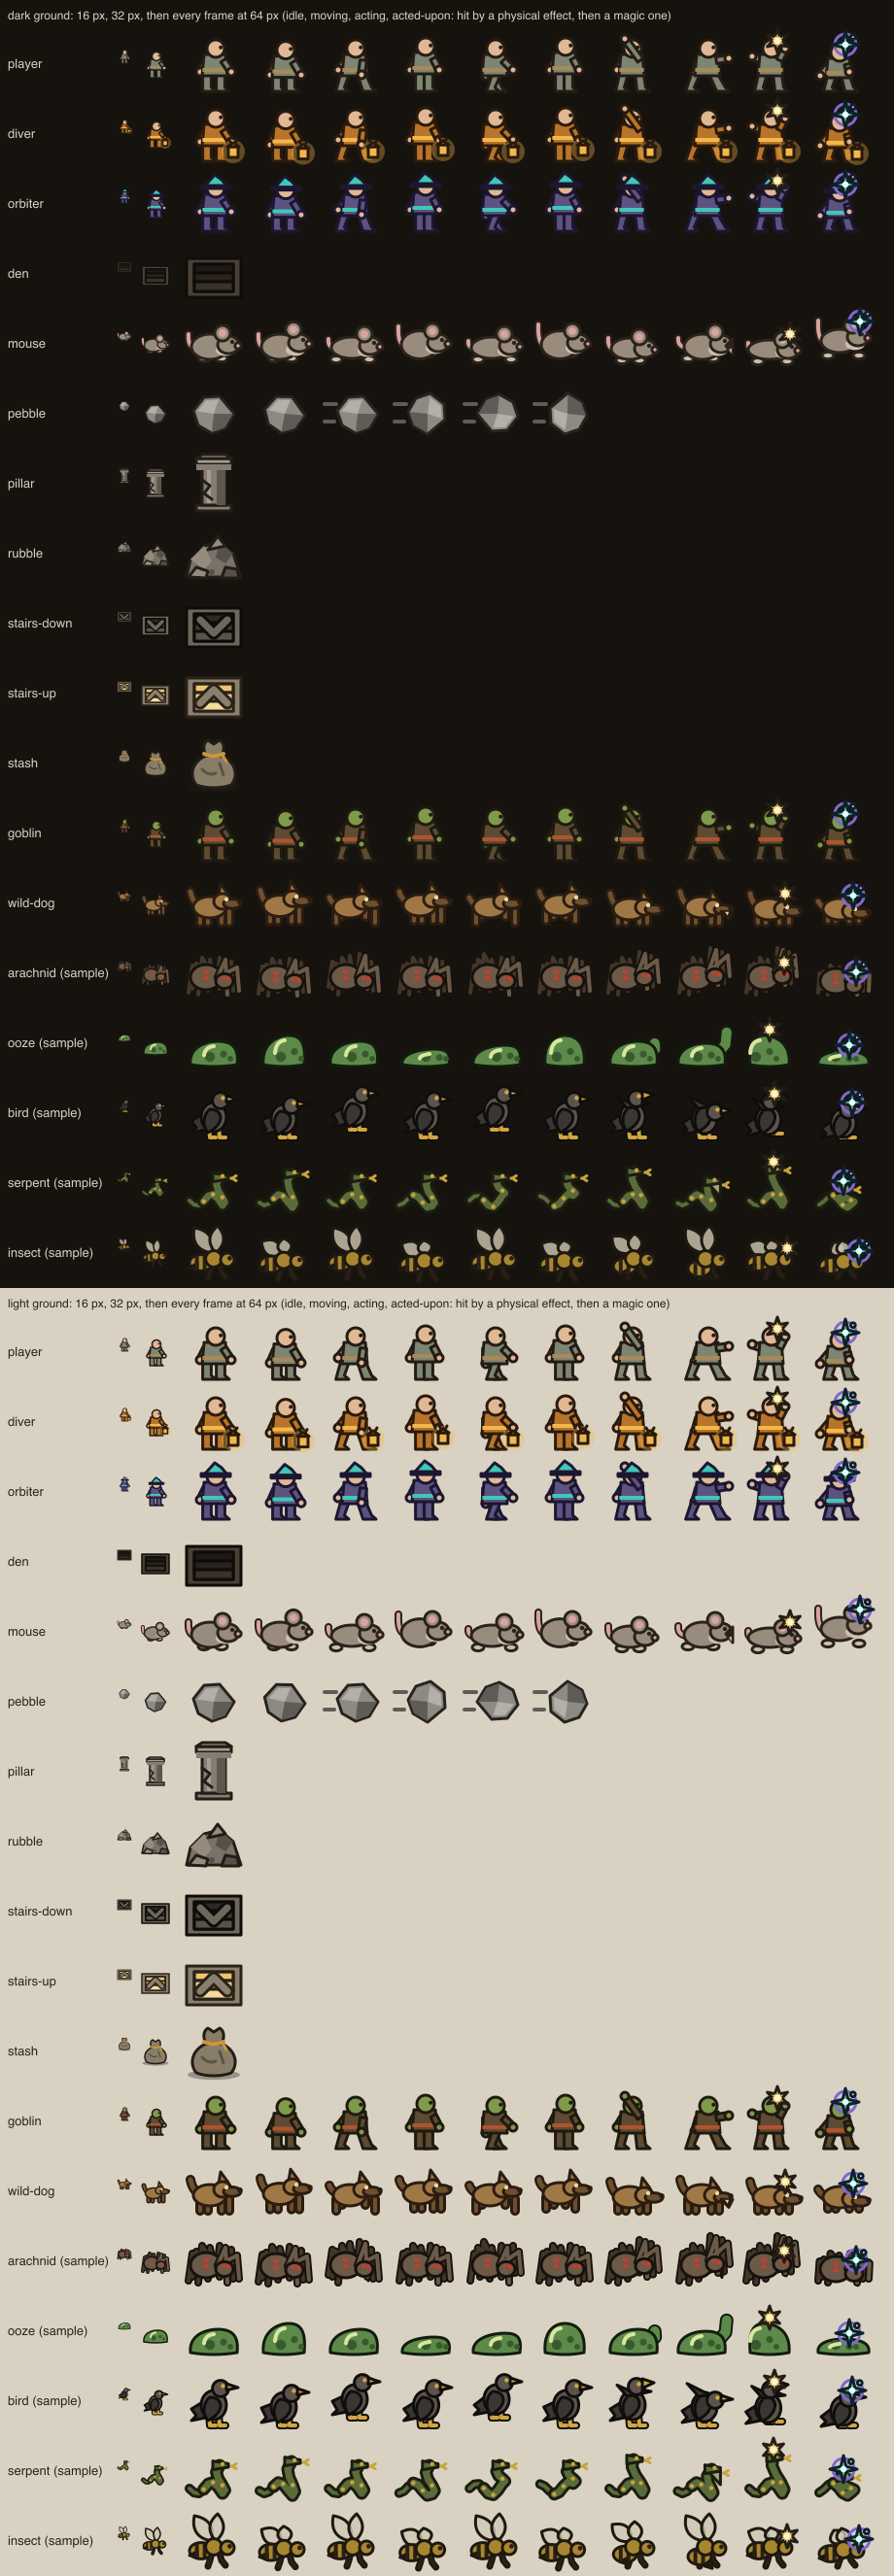 dark ground: 16 px, 32 px, then every frame at 64 px (idle, moving, acting, acted-upon: hit by a physical effect, then a magic one)
player
diver
orbiter
den
mouse
pebble
pillar
rubble
stairs-down
stairs-up
stash
goblin
wild-dog
arachnid (sample)
ooze (sample)
bird (sample)
serpent (sample)
insect (sample)
light ground: 16 px, 32 px, then every frame at 64 px (idle, moving, acting, acted-upon: hit by a physical effect, then a magic one)
player
diver
orbiter
den
mouse
pebble
pillar
rubble
stairs-down
stairs-up
stash
goblin
wild-dog
arachnid (sample)
ooze (sample)
bird (sample)
serpent (sample)
insect (sample)